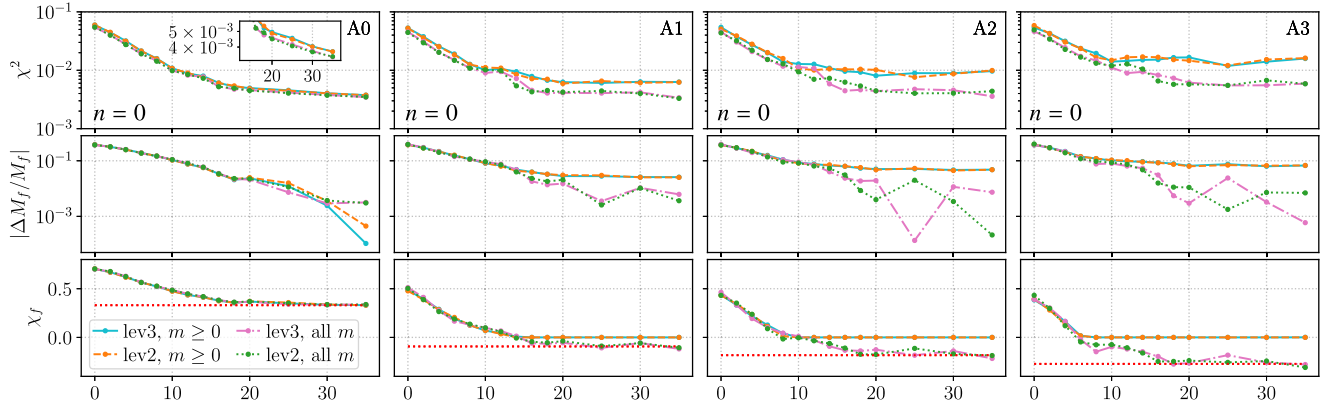 A0 A1 A2 A3
5 × 10⁻³
4 × 10⁻³
20 30
10⁻¹
10⁻²
10⁻³
χ²
n = 0 n = 0 n = 0 n = 0
10⁻¹
10⁻³
|ΔM_f/M_f|
0.5
0.0
χ_f
lev3, m ≥ 0 lev3, all m
lev2, m ≥ 0 lev2, all m
0 10 20 30 0 10 20 30 0 10 20 30 0 10 20 30